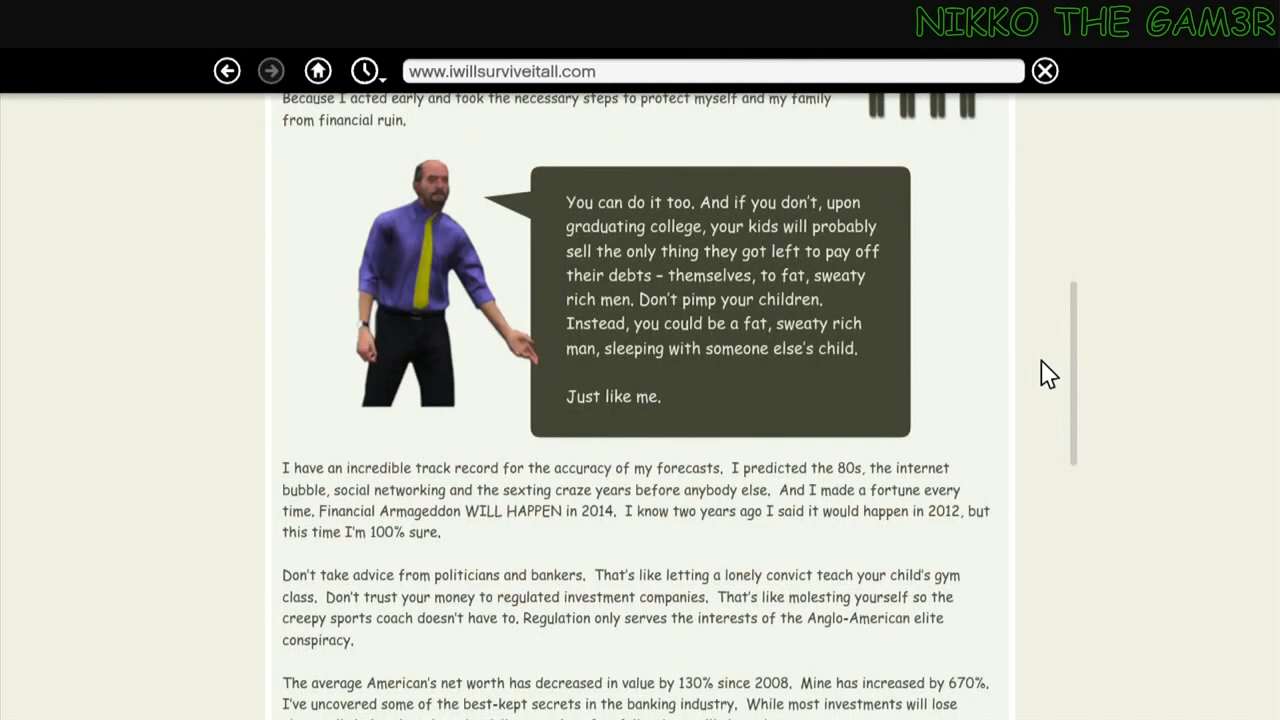 NIKKO THE GAM3R
www.iwillsurviveitall.com
Because I acted early and took the necessary steps to protect myself and my family
from financial ruin.
You can do it too. And if you don't, upon
graduating college, your kids will probably
sell the only thing they got left to pay off
their debts – themselves, to fat, sweaty
rich men. Don't pimp your children.
Instead, you could be a fat, sweaty rich
man, sleeping with someone else's child.
Just like me.
I have an incredible track record for the accuracy of my forecasts. I predicted the 80s, the internet
bubble, social networking and the sexting craze years before anybody else. And I made a fortune every
time. Financial Armageddon WILL HAPPEN in 2014. I know two years ago I said it would happen in 2012, but
this time I'm 100% sure.
Don't take advice from politicians and bankers. That's like letting a lonely convict teach your child's gym
class. Don't trust your money to regulated investment companies. That's like molesting yourself so the
creepy sports coach doesn't have to. Regulation only serves the interests of the Anglo-American elite
conspiracy.
The average American's net worth has decreased in value by 130% since 2008. Mine has increased by 670%.
I've uncovered some of the best-kept secrets in the banking industry. While most investments will lose